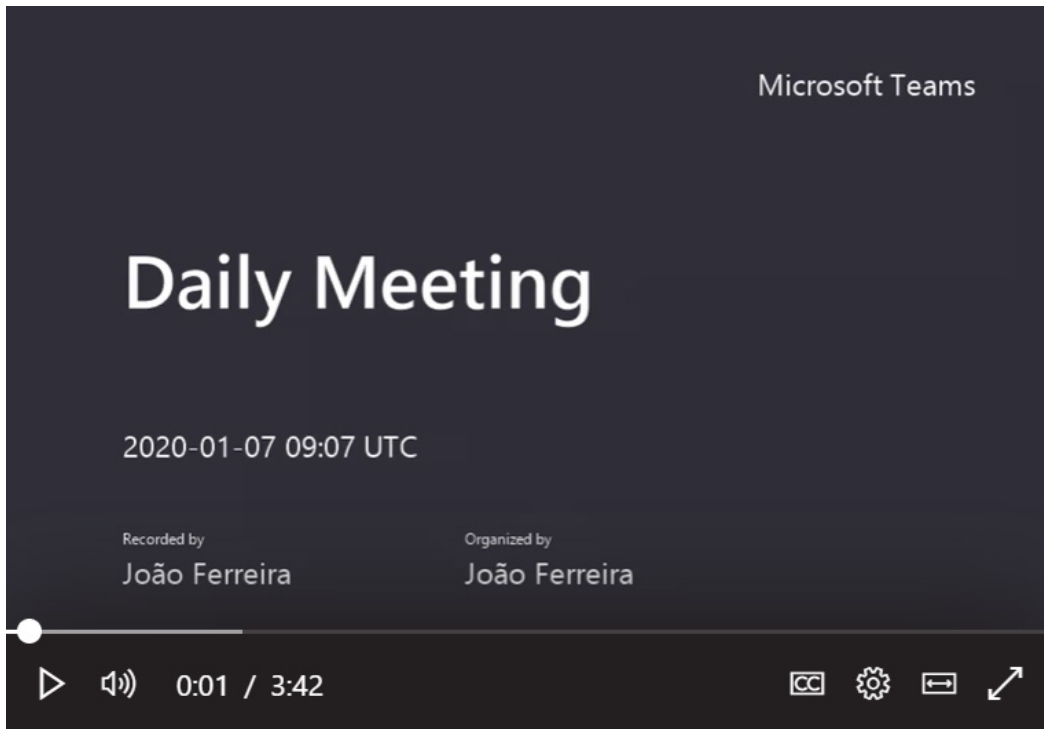 Microsoft Teams
Daily Meeting
2020-01-07 09:07 UTC
Recorded by
João Ferreira
Organized by
João Ferreira
0:01 / 3:42
CC